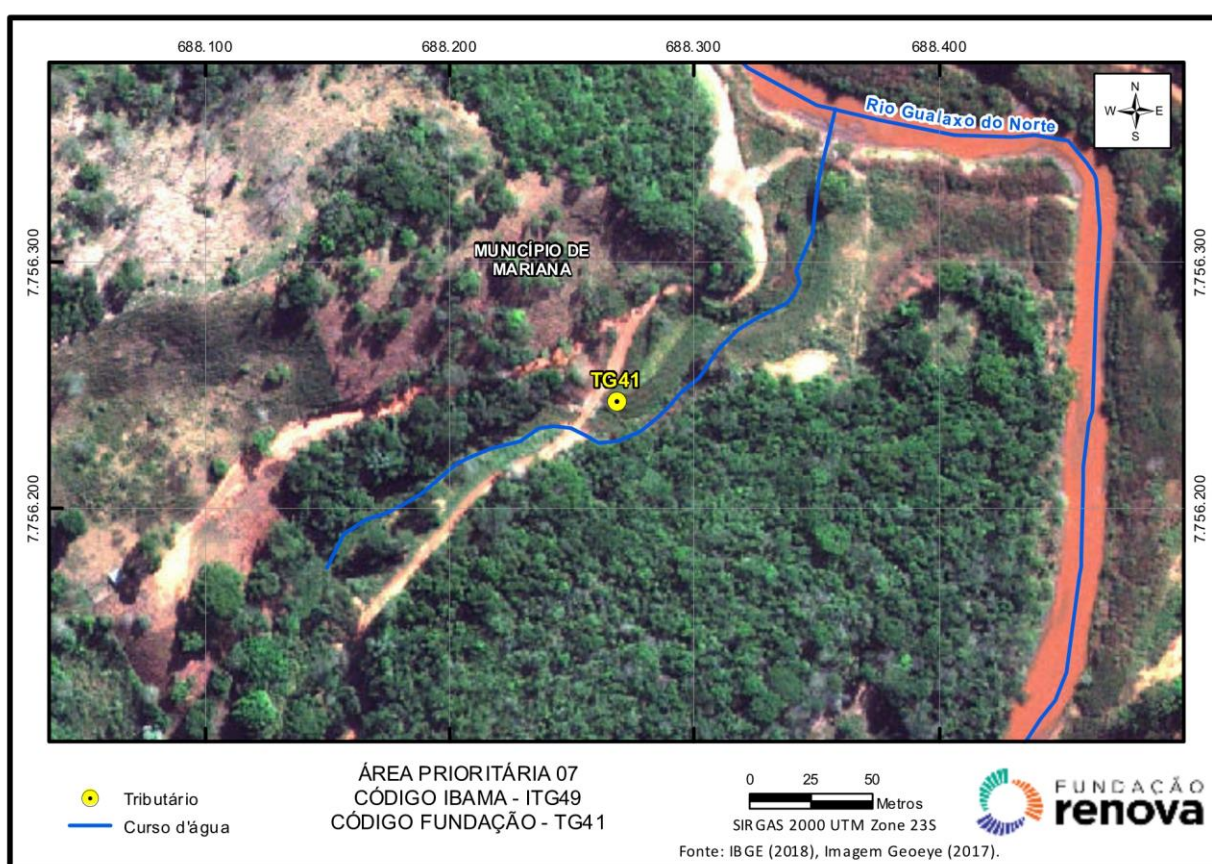 688.100 688.200 688.300 688.400
N
W E
S
Rio Gualaxo do Norte
7.756.300 7.756.300
MUNICÍPIO DE
MARIANA
TG41
7.756.200 7.756.200
Tributário
Curso d'água
ÁREA PRIORITÁRIA 07
CÓDIGO IBAMA - ITG49
CÓDIGO FUNDAÇÃO - TG41
0 25 50
Metros
SIRGAS 2000 UTM Zone 23S
Fonte: IBGE (2018), Imagem Geoeye (2017).
FUNDAÇÃO
renova